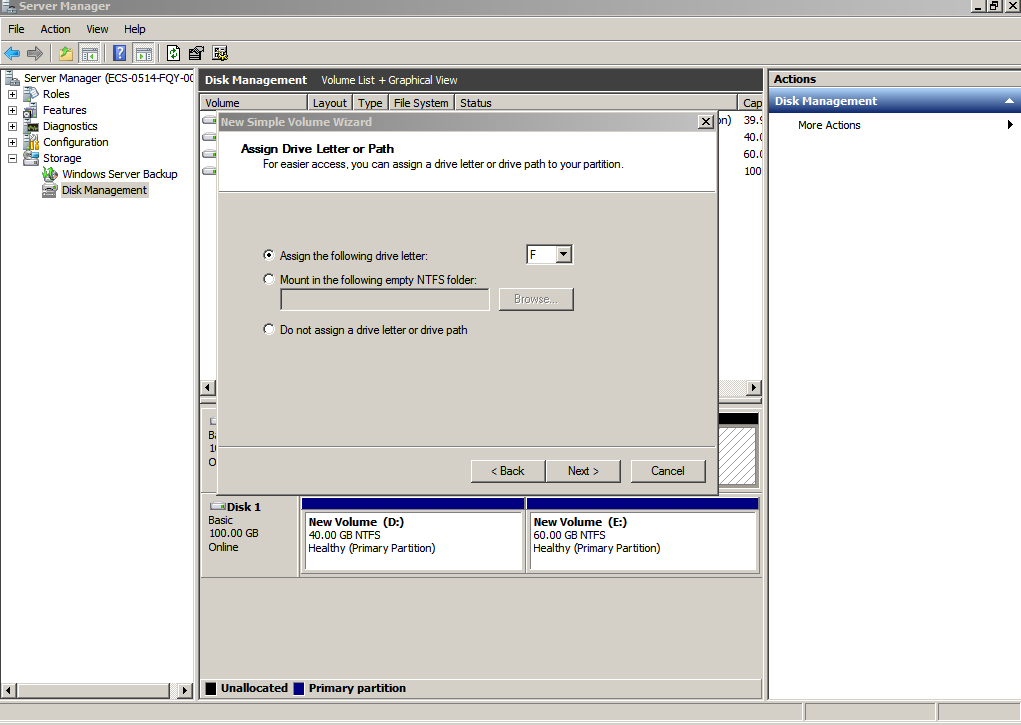 Server Manager
File Action View Help
Server Manager (ECS-0514-FQY-00
Roles
Features
Diagnostics
Configuration
Storage
Windows Server Backup
Disk Management
Disk Management Volume List + Graphical View
Volume Layout Type File System Status Cap
on) 39.9
40.0
60.0
100
New Simple Volume Wizard
Assign Drive Letter or Path
For easier access, you can assign a drive letter or drive path to your partition.
Assign the following drive letter: F
Mount in the following empty NTFS folder:
Browse...
Do not assign a drive letter or drive path
< Back Next > Cancel
Ba
10
O
Disk 1
Basic
100.00 GB
Online
New Volume (D:)
40.00 GB NTFS
Healthy (Primary Partition)
New Volume (E:)
60.00 GB NTFS
Healthy (Primary Partition)
Unallocated Primary partition
Actions
Disk Management
More Actions